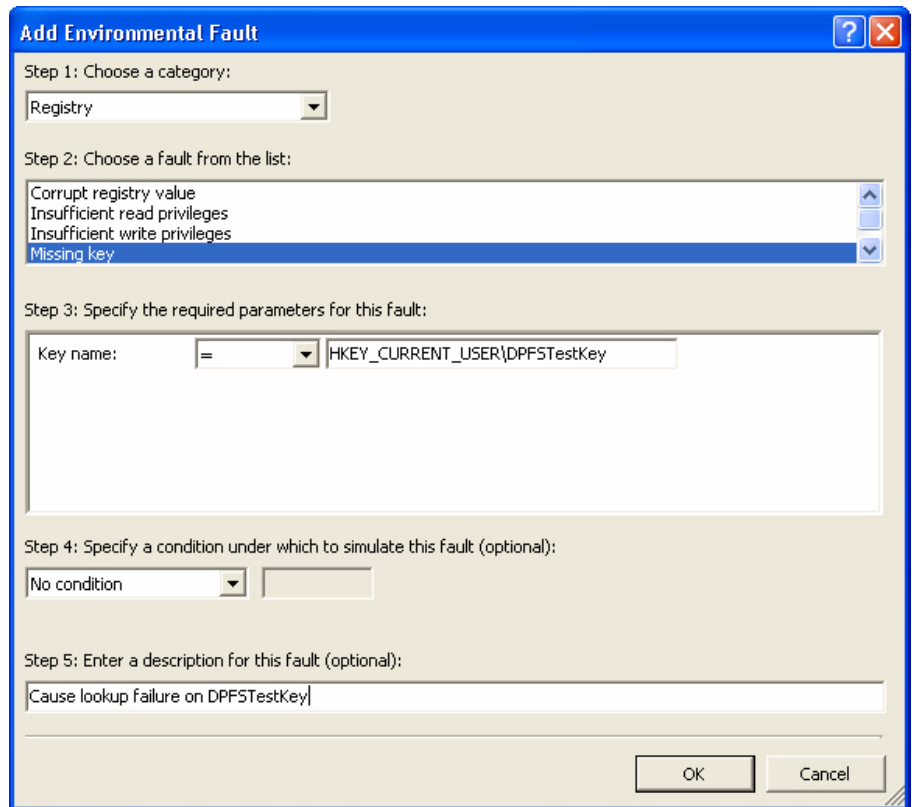 Add Environmental Fault
Step 1: Choose a category:
Registry
Step 2: Choose a fault from the list:
Corrupt registry value
Insufficient read privileges
Insufficient write privileges
Missing key
Step 3: Specify the required parameters for this fault:
Key name: = HKEY_CURRENT_USER\DPFSTestKey
Step 4: Specify a condition under which to simulate this fault (optional):
No condition
Step 5: Enter a description for this fault (optional):
Cause lookup failure on DPFSTestKey
OK Cancel